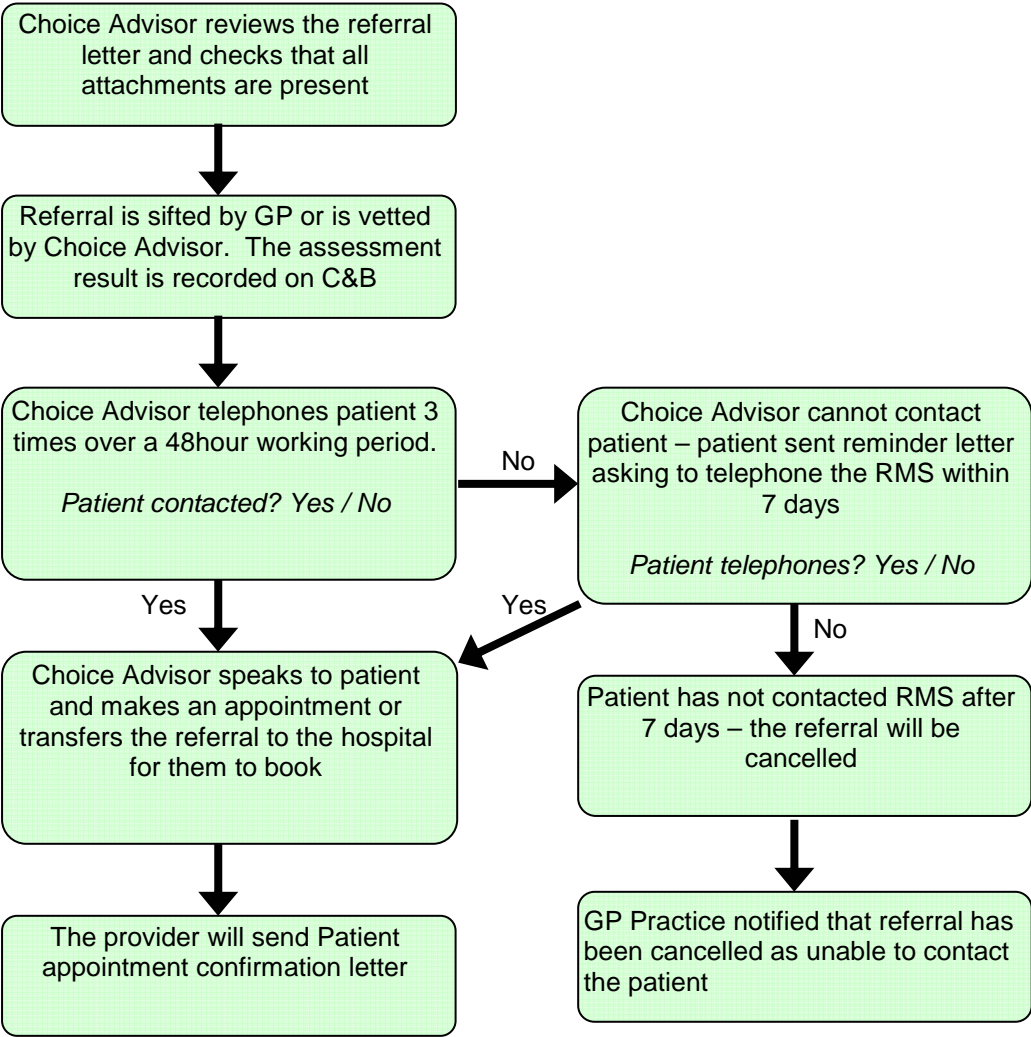 Choice Advisor reviews the referral
letter and checks that all
attachments are present
Referral is sifted by GP or is vetted
by Choice Advisor.  The assessment
result is recorded on C&B
Choice Advisor telephones patient 3
times over a 48hour working period.
Patient contacted? Yes / No
No
Choice Advisor cannot contact
patient – patient sent reminder letter
asking to telephone the RMS within
7 days
Patient telephones? Yes / No
Yes
Yes
No
Choice Advisor speaks to patient
and makes an appointment or
transfers the referral to the hospital
for them to book
Patient has not contacted RMS after
7 days – the referral will be
cancelled
The provider will send Patient
appointment confirmation letter
GP Practice notified that referral has
been cancelled as unable to contact
the patient